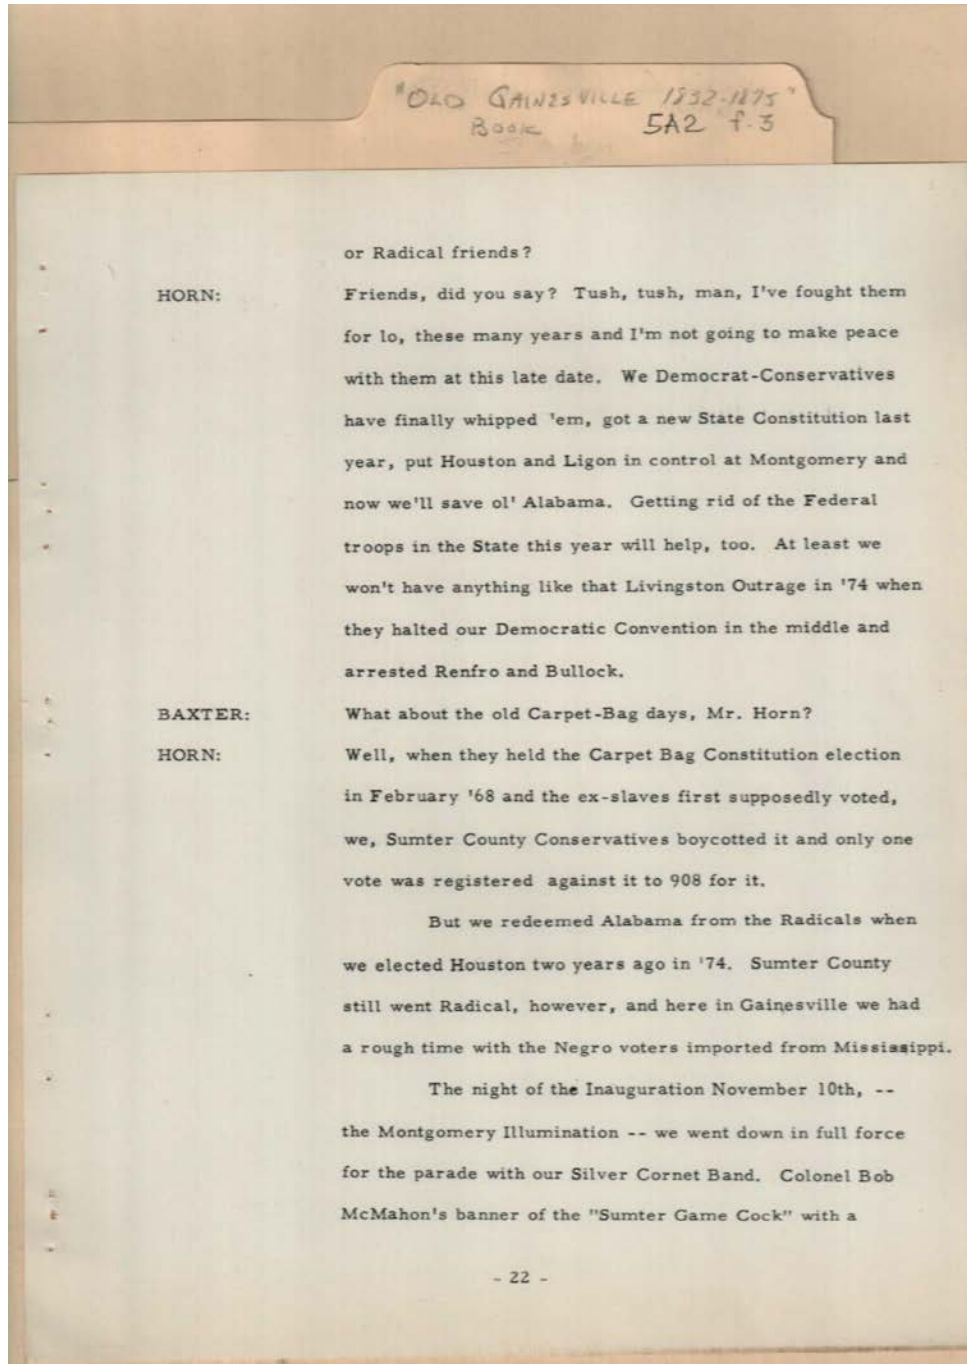 "OLD GAINESVILLE 1832-1875"
BOOK 5A2 f.3
or Radical friends?
HORN: Friends, did you say? Tush, tush, man, I've fought them
for lo, these many years and I'm not going to make peace
with them at this late date. We Democrat-Conservatives
have finally whipped 'em, got a new State Constitution last
year, put Houston and Ligon in control at Montgomery and
now we'll save ol' Alabama. Getting rid of the Federal
troops in the State this year will help, too. At least we
won't have anything like that Livingston Outrage in '74 when
they halted our Democratic Convention in the middle and
arrested Renfro and Bullock.
BAXTER: What about the old Carpet-Bag days, Mr. Horn?
HORN: Well, when they held the Carpet Bag Constitution election
in February '68 and the ex-slaves first supposedly voted,
we, Sumter County Conservatives boycotted it and only one
vote was registered against it to 908 for it.
But we redeemed Alabama from the Radicals when
we elected Houston two years ago in '74. Sumter County
still went Radical, however, and here in Gainesville we had
a rough time with the Negro voters imported from Mississippi.
The night of the Inauguration November 10th, --
the Montgomery Illumination -- we went down in full force
for the parade with our Silver Cornet Band. Colonel Bob
McMahon's banner of the "Sumter Game Cock" with a
- 22 -